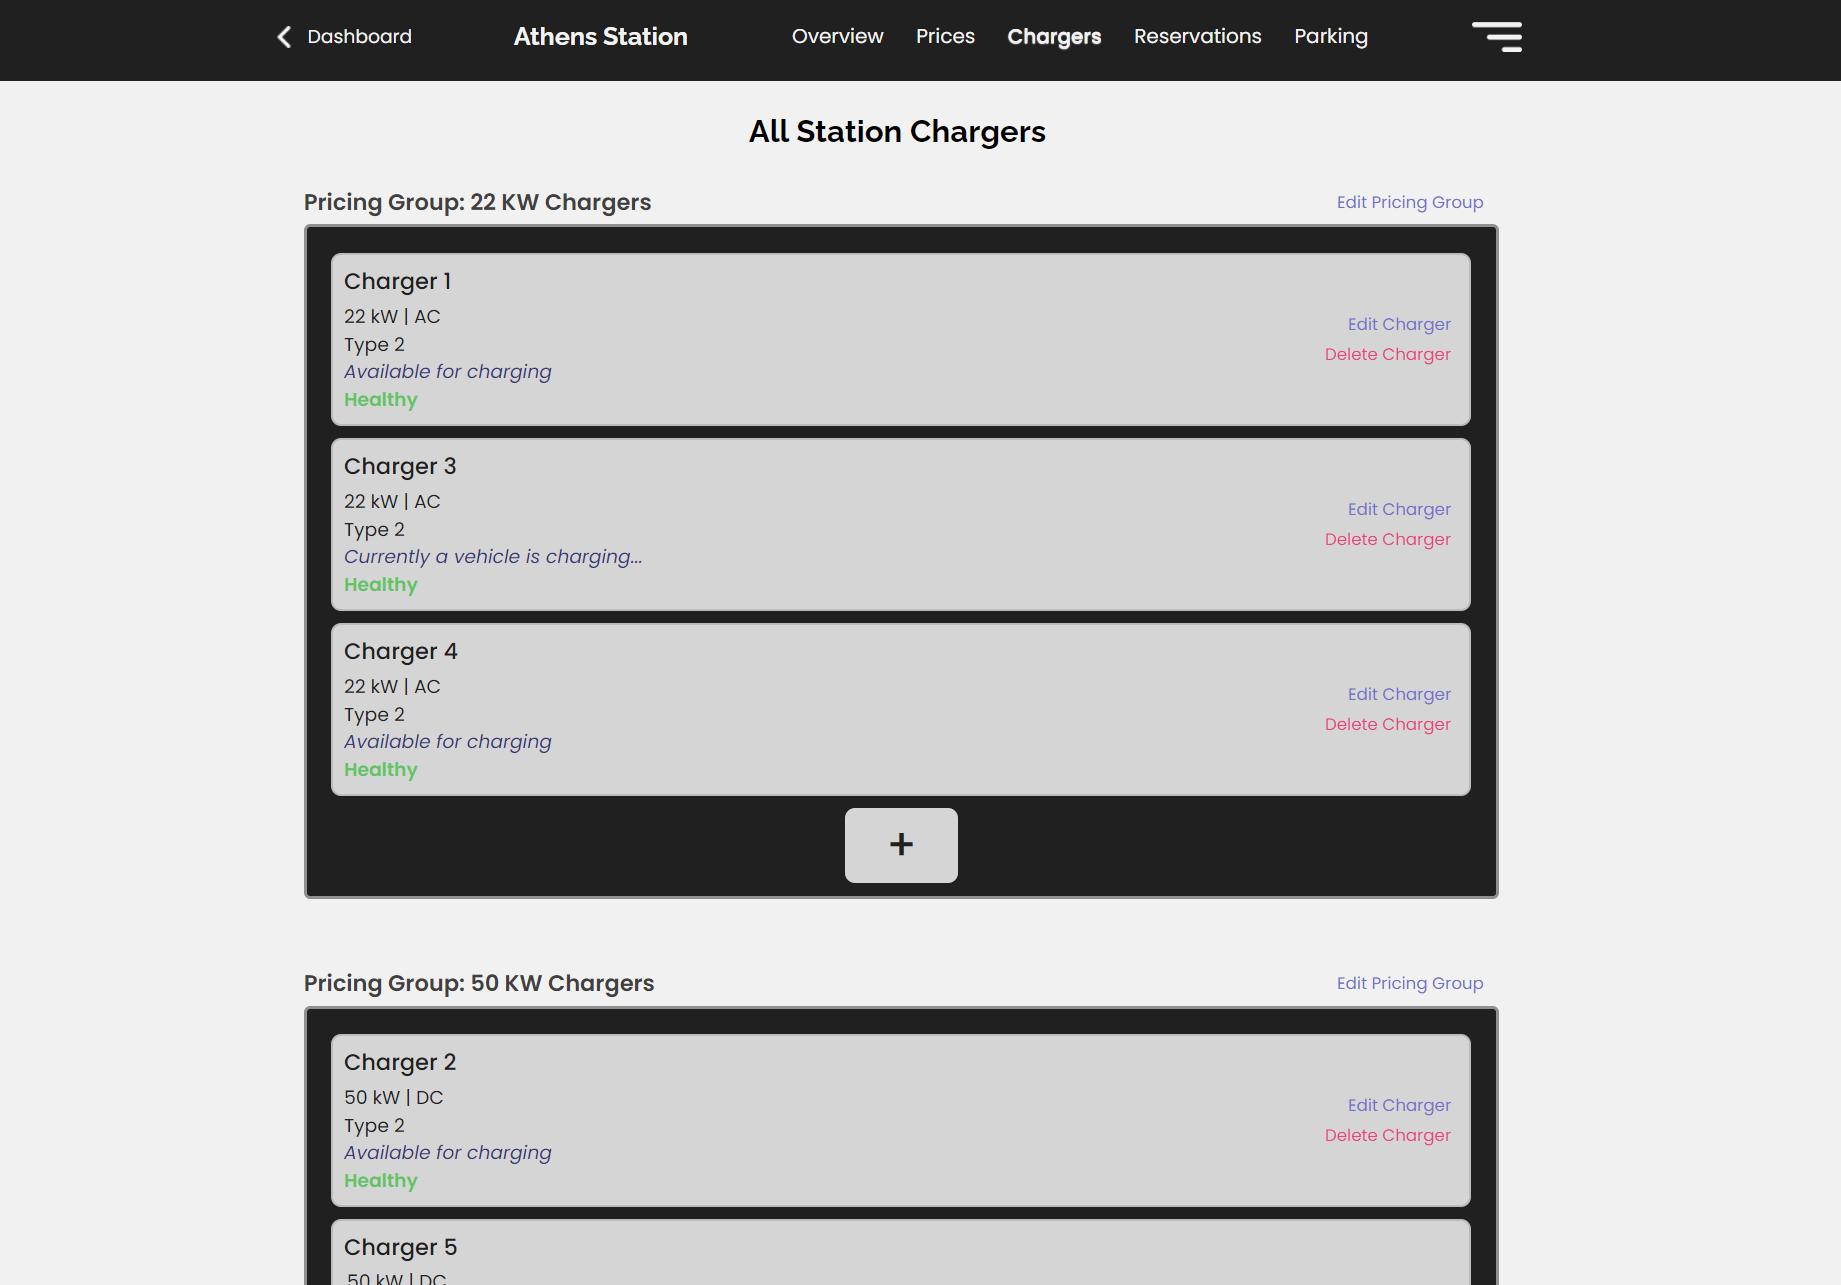 Dashboard
Athens Station
Overview
Prices
Chargers
Reservations
Parking
All Station Chargers
Pricing Group: 22 KW Chargers
Edit Pricing Group
Charger 1
22 kW | AC
Type 2
Available for charging
Healthy
Edit Charger
Delete Charger
Charger 3
22 kW | AC
Type 2
Currently a vehicle is charging...
Healthy
Edit Charger
Delete Charger
Charger 4
22 kW | AC
Type 2
Available for charging
Healthy
Edit Charger
Delete Charger
+
Pricing Group: 50 KW Chargers
Edit Pricing Group
Charger 2
50 kW | DC
Type 2
Available for charging
Healthy
Edit Charger
Delete Charger
Charger 5
50 kW | DC